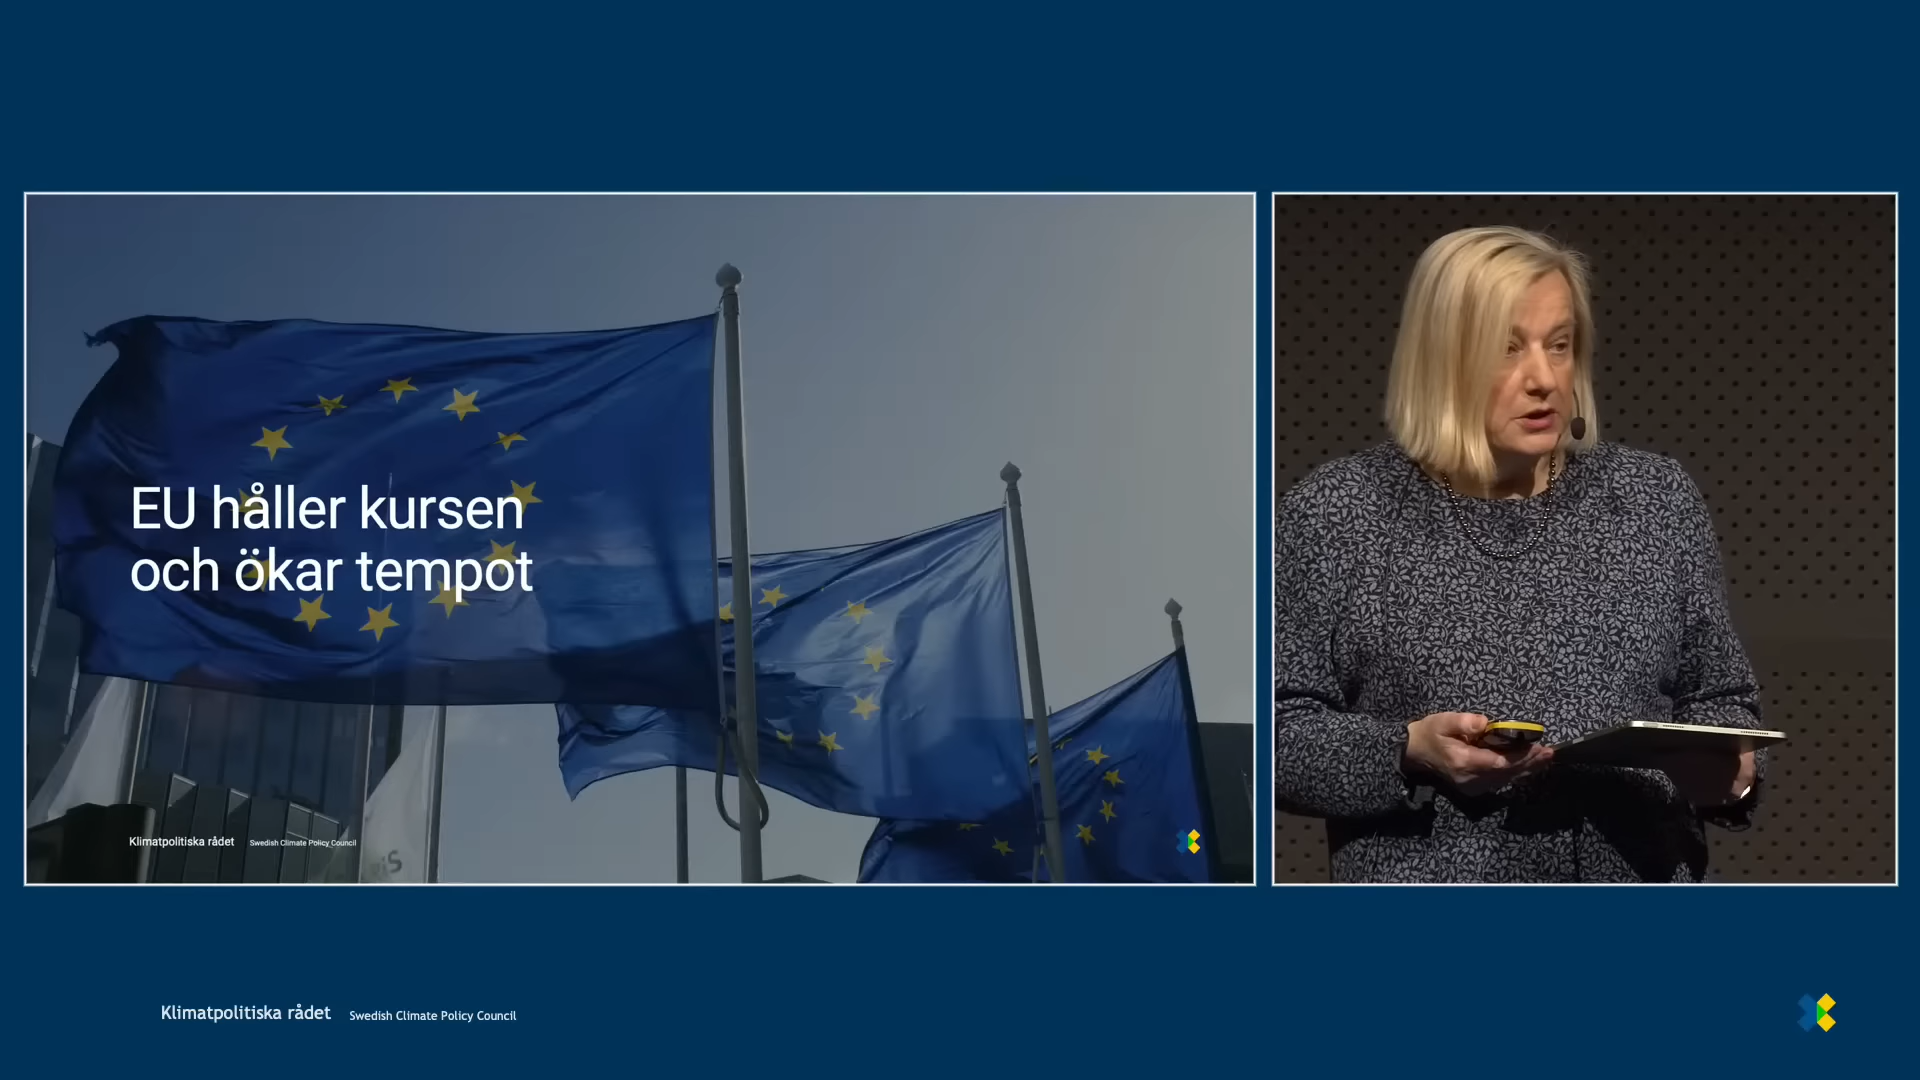 EU håller kursen
och ökar tempot
Klimatpolitiska rådet Swedish Climate Policy Council
Klimatpolitiska rådet Swedish Climate Policy Council